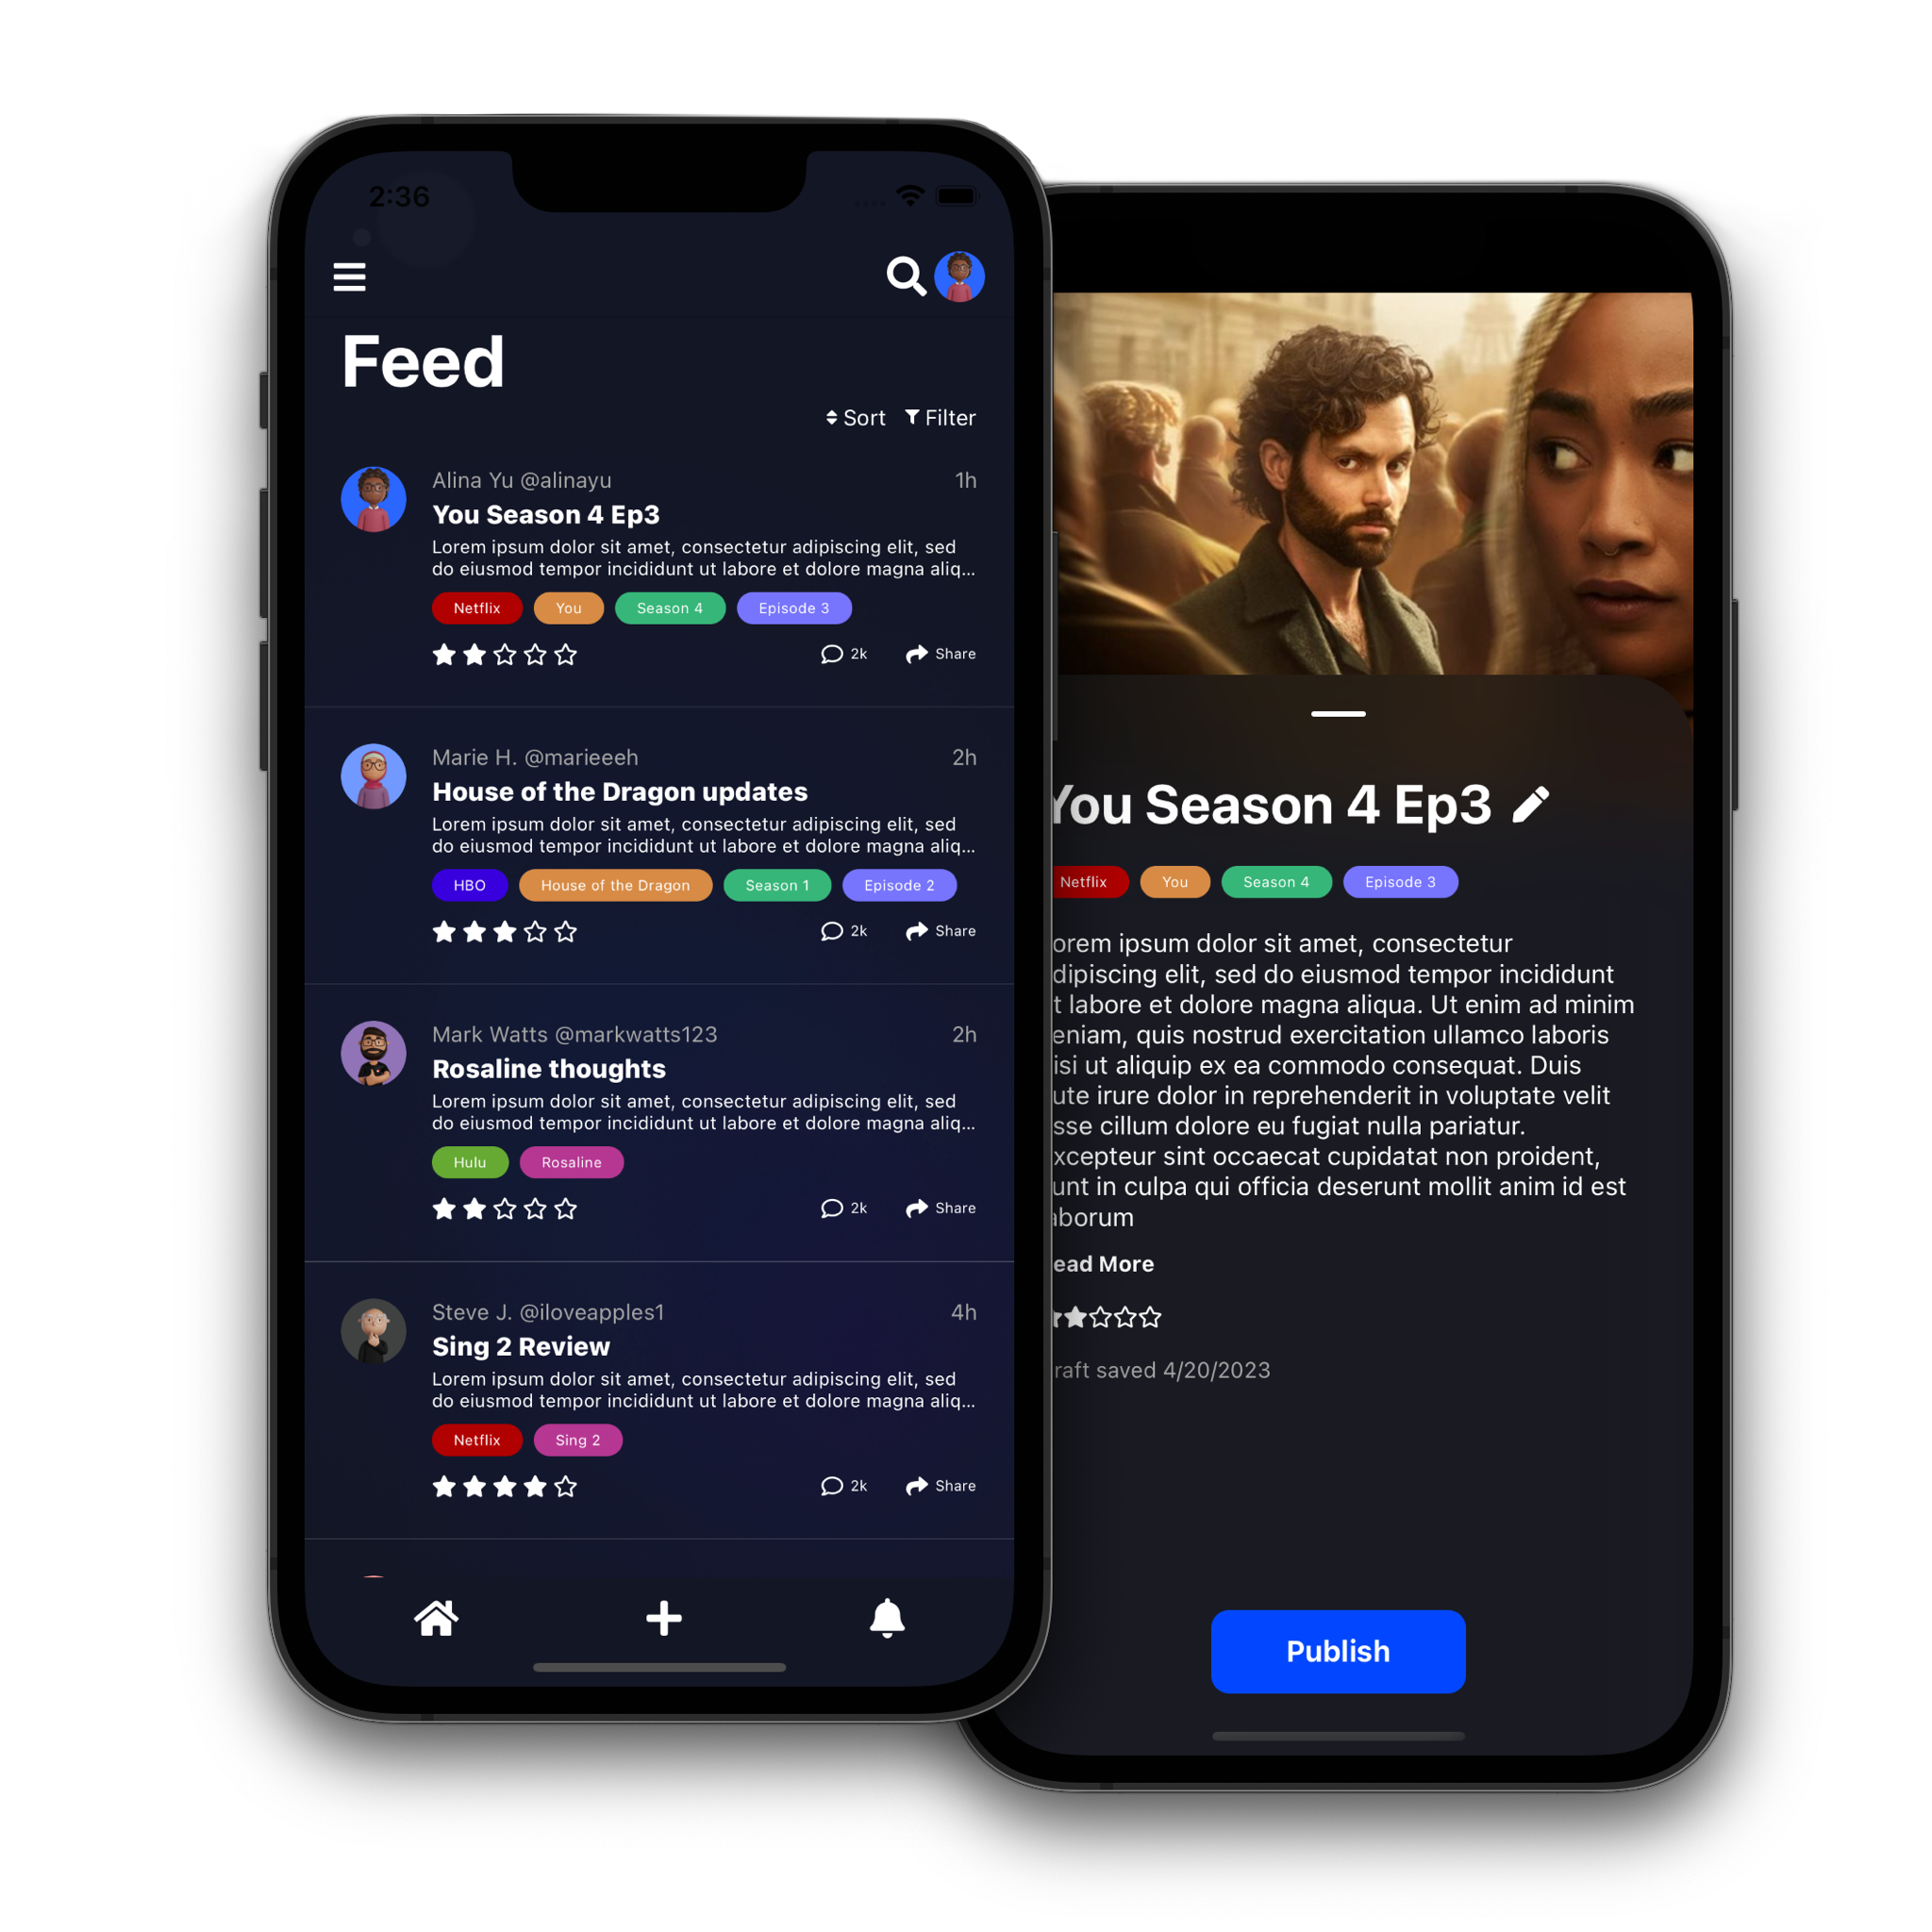 2:36
Feed
Sort Filter
Alina Yu @alinayu 1h
You Season 4 Ep3
Lorem ipsum dolor sit amet, consectetur adipiscing elit, sed
do eiusmod tempor incididunt ut labore et dolore magna aliq...
Netflix You Season 4 Episode 3
2k Share
Marie H. @marieeeh 2h
House of the Dragon updates
Lorem ipsum dolor sit amet, consectetur adipiscing elit, sed
do eiusmod tempor incididunt ut labore et dolore magna aliq...
HBO House of the Dragon Season 1 Episode 2
2k Share
Mark Watts @markwatts123 2h
Rosaline thoughts
Lorem ipsum dolor sit amet, consectetur adipiscing elit, sed
do eiusmod tempor incididunt ut labore et dolore magna aliq...
Hulu Rosaline
2k Share
Steve J. @iloveapples1 4h
Sing 2 Review
Lorem ipsum dolor sit amet, consectetur adipiscing elit, sed
do eiusmod tempor incididunt ut labore et dolore magna aliq...
Netflix Sing 2
2k Share
You Season 4 Ep3
Netflix You Season 4 Episode 3
orem ipsum dolor sit amet, consectetur
dipiscing elit, sed do eiusmod tempor incididunt
t labore et dolore magna aliqua. Ut enim ad minim
eniam, quis nostrud exercitation ullamco laboris
isi ut aliquip ex ea commodo consequat. Duis
ute irure dolor in reprehenderit in voluptate velit
sse cillum dolore eu fugiat nulla pariatur.
xcepteur sint occaecat cupidatat non proident,
unt in culpa qui officia deserunt mollit anim id est
aborum
ead More
raft saved 4/20/2023
Publish